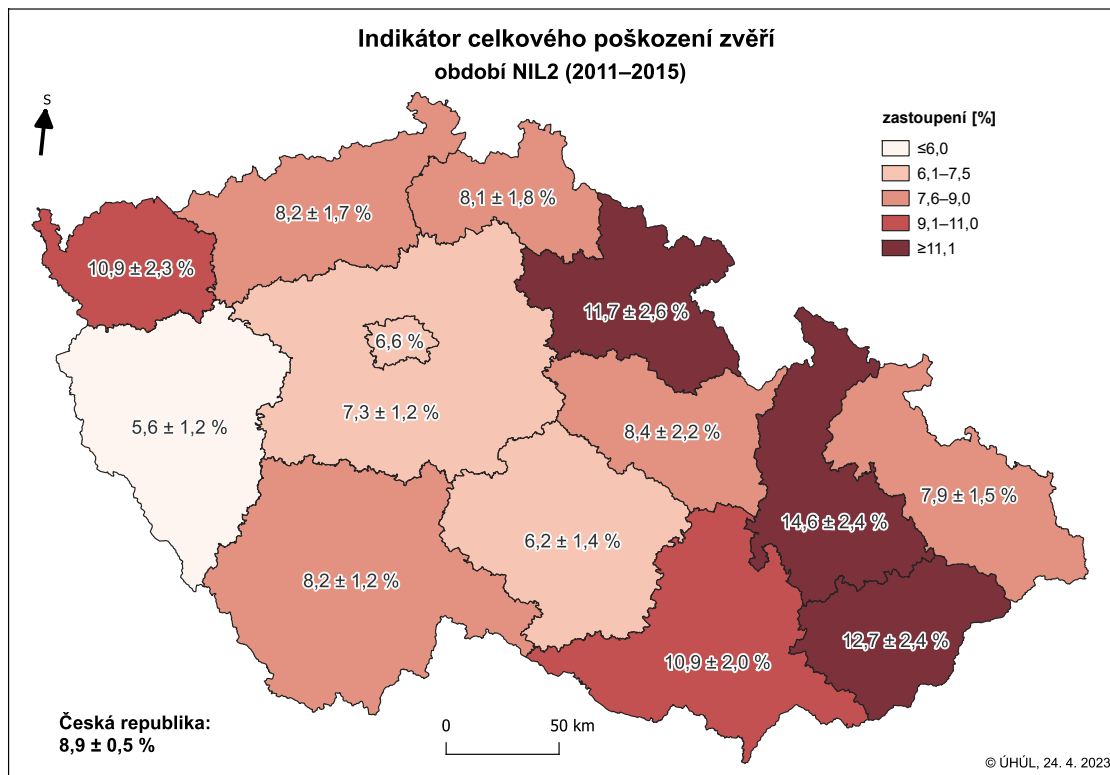 Indikátor celkového poškození zvěří
období NIL2 (2011–2015)
S
zastoupení [%]
≤6,0
6,1–7,5
7,6–9,0
9,1–11,0
≥11,1
8,2 ± 1,7 %
8,1 ± 1,8 %
10,9 ± 2,3 %
11,7 ± 2,6 %
6,6 %
7,3 ± 1,2 %
5,6 ± 1,2 %
8,4 ± 2,2 %
7,9 ± 1,5 %
14,6 ± 2,4 %
6,2 ± 1,4 %
8,2 ± 1,2 %
12,7 ± 2,4 %
10,9 ± 2,0 %
Česká republika:
8,9 ± 0,5 %
0 50 km
© ÚHÚL, 24. 4. 2023